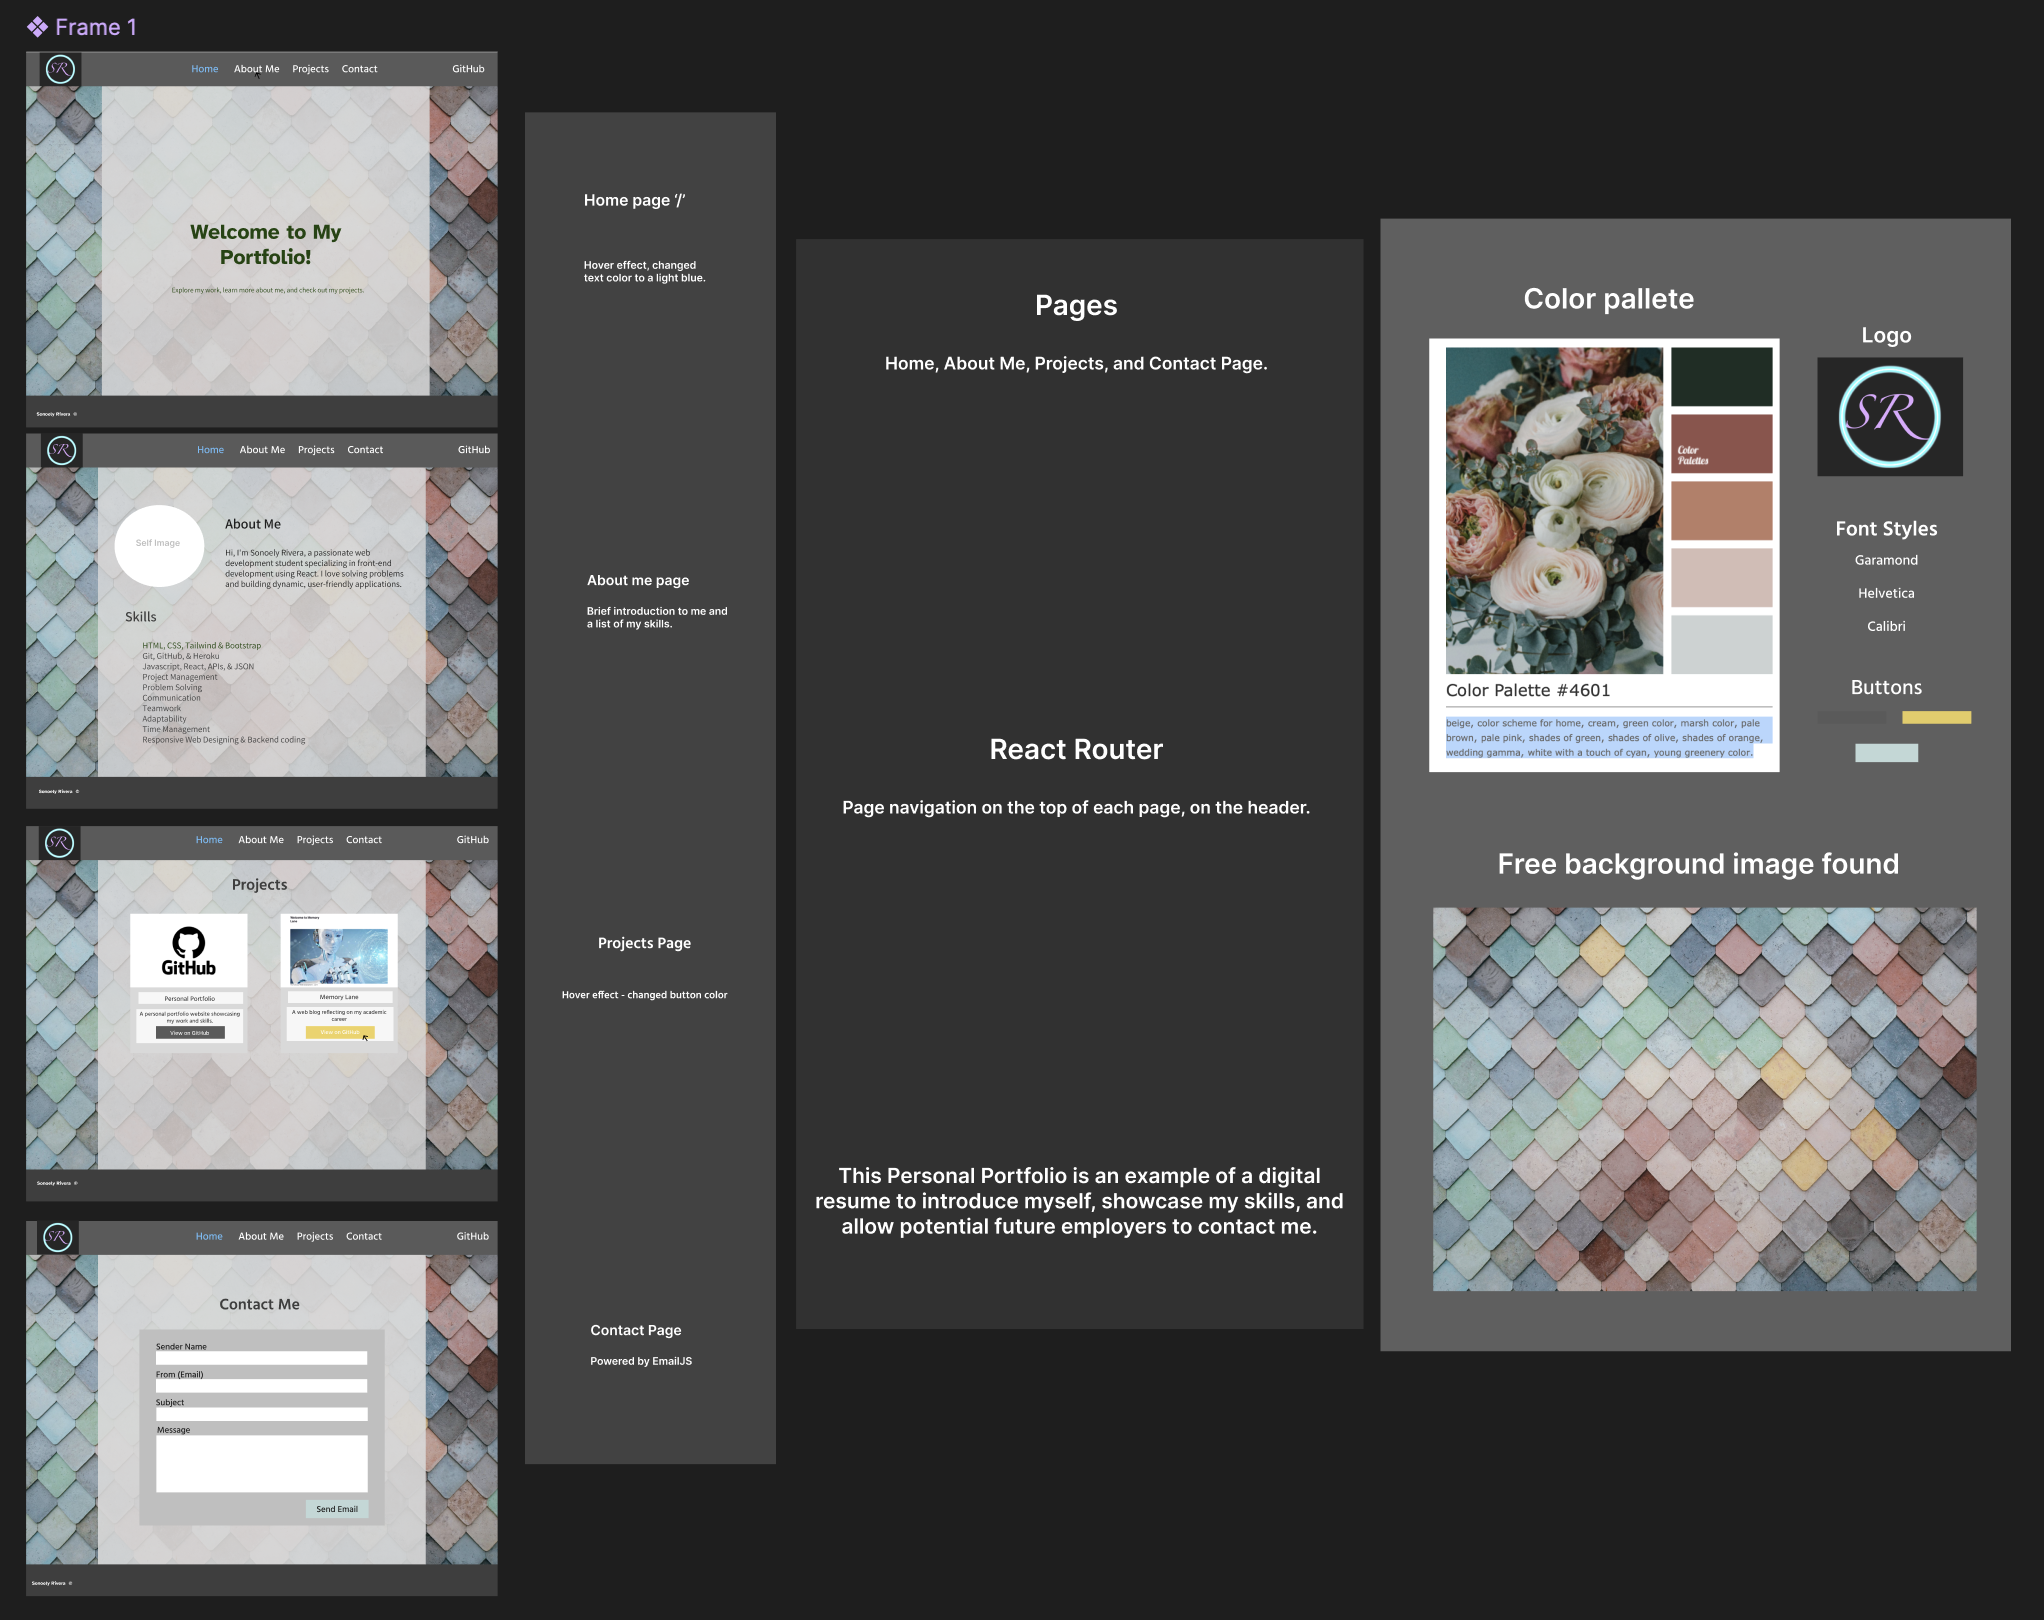 Frame 1
SR
Home About Me Projects Contact GitHub
Welcome to My
Portfolio!
Explore my work, learn more about me, and check out my projects.
Sonoely Rivera ©
SR
Home About Me Projects Contact GitHub
Self Image
About Me
Hi, I'm Sonoely Rivera, a passionate web
development student specializing in front-end
development using React. I love solving problems
and building dynamic, user-friendly applications.
Skills
HTML, CSS, Tailwind & Bootstrap
Git, GitHub, & Heroku
Javascript, React, APIs, & JSON
Project Management
Problem Solving
Communication
Teamwork
Adaptability
Time Management
Responsive Web Designing & Backend coding
Sonoely Rivera ©
SR
Home About Me Projects Contact GitHub
Projects
GitHub
Personal Portfolio
A personal portfolio website showcasing
my work and skills.
View on GitHub
Welcome to Memory
Lane
Memory Lane
A web blog reflecting on my academic
career
View on GitHub
Sonoely Rivera ©
SR
Home About Me Projects Contact GitHub
Contact Me
Sender Name
From (Email)
Subject
Message
Send Email
Sonoely Rivera ©
Home page ‘/’
Hover effect, changed
text color to a light blue.
About me page
Brief introduction to me and
a list of my skills.
Projects Page
Hover effect - changed button color
Contact Page
Powered by EmailJS
Pages
Home, About Me, Projects, and Contact Page.
React Router
Page navigation on the top of each page, on the header.
This Personal Portfolio is an example of a digital
resume to introduce myself, showcase my skills, and
allow potential future employers to contact me.
Color pallete
Color
Palettes
Color Palette #4601
beige, color scheme for home, cream, green color, marsh color, pale
brown, pale pink, shades of green, shades of olive, shades of orange,
wedding gamma, white with a touch of cyan, young greenery color.
Logo
SR
Font Styles
Garamond
Helvetica
Calibri
Buttons
Free background image found